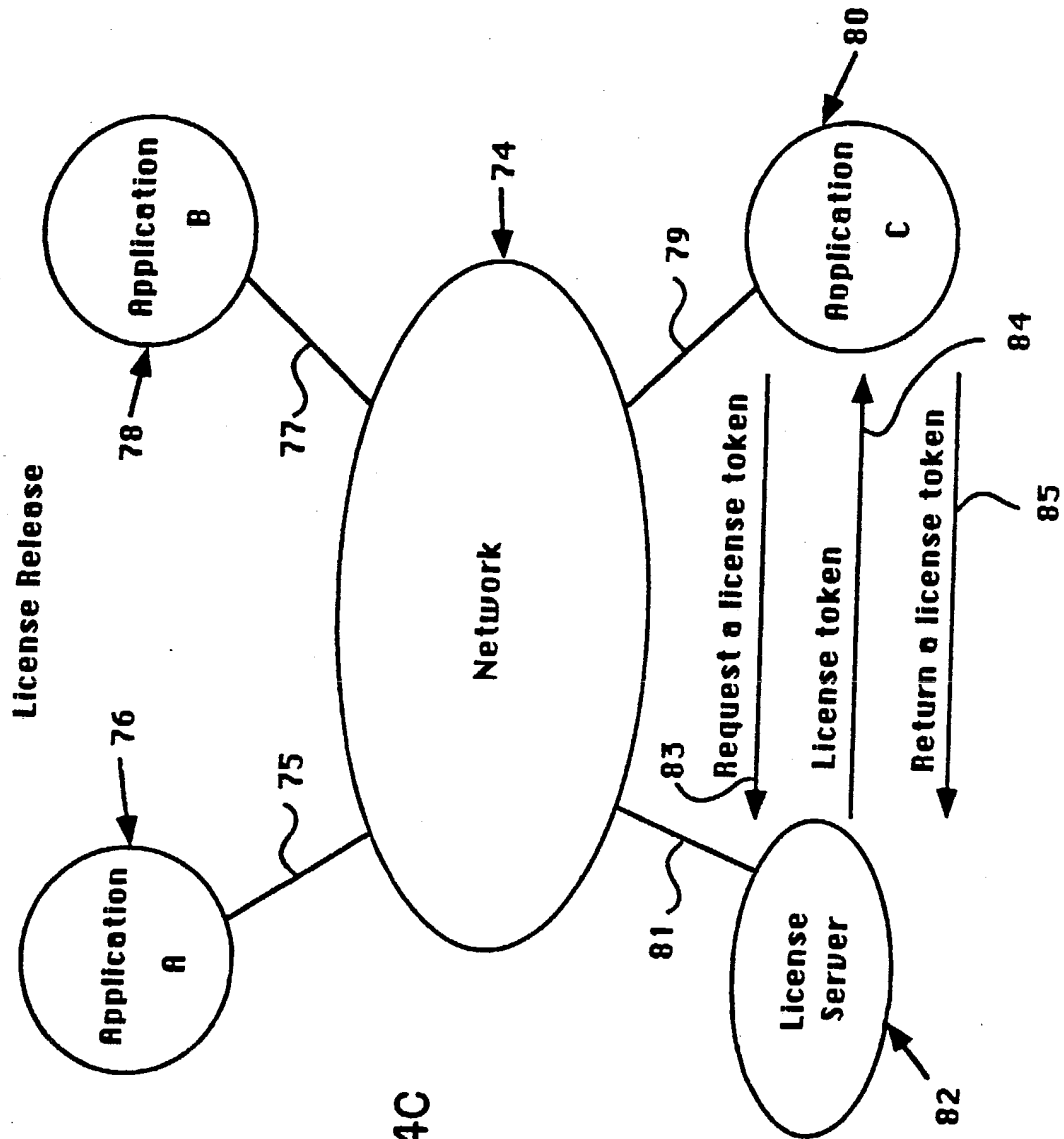 License Release
Application
A
76
75
Application
B
78
77
Network
74
81
License
Server
82
79
Application
C
80
83
Request a license token
License token
84
Return a license token
85
4C